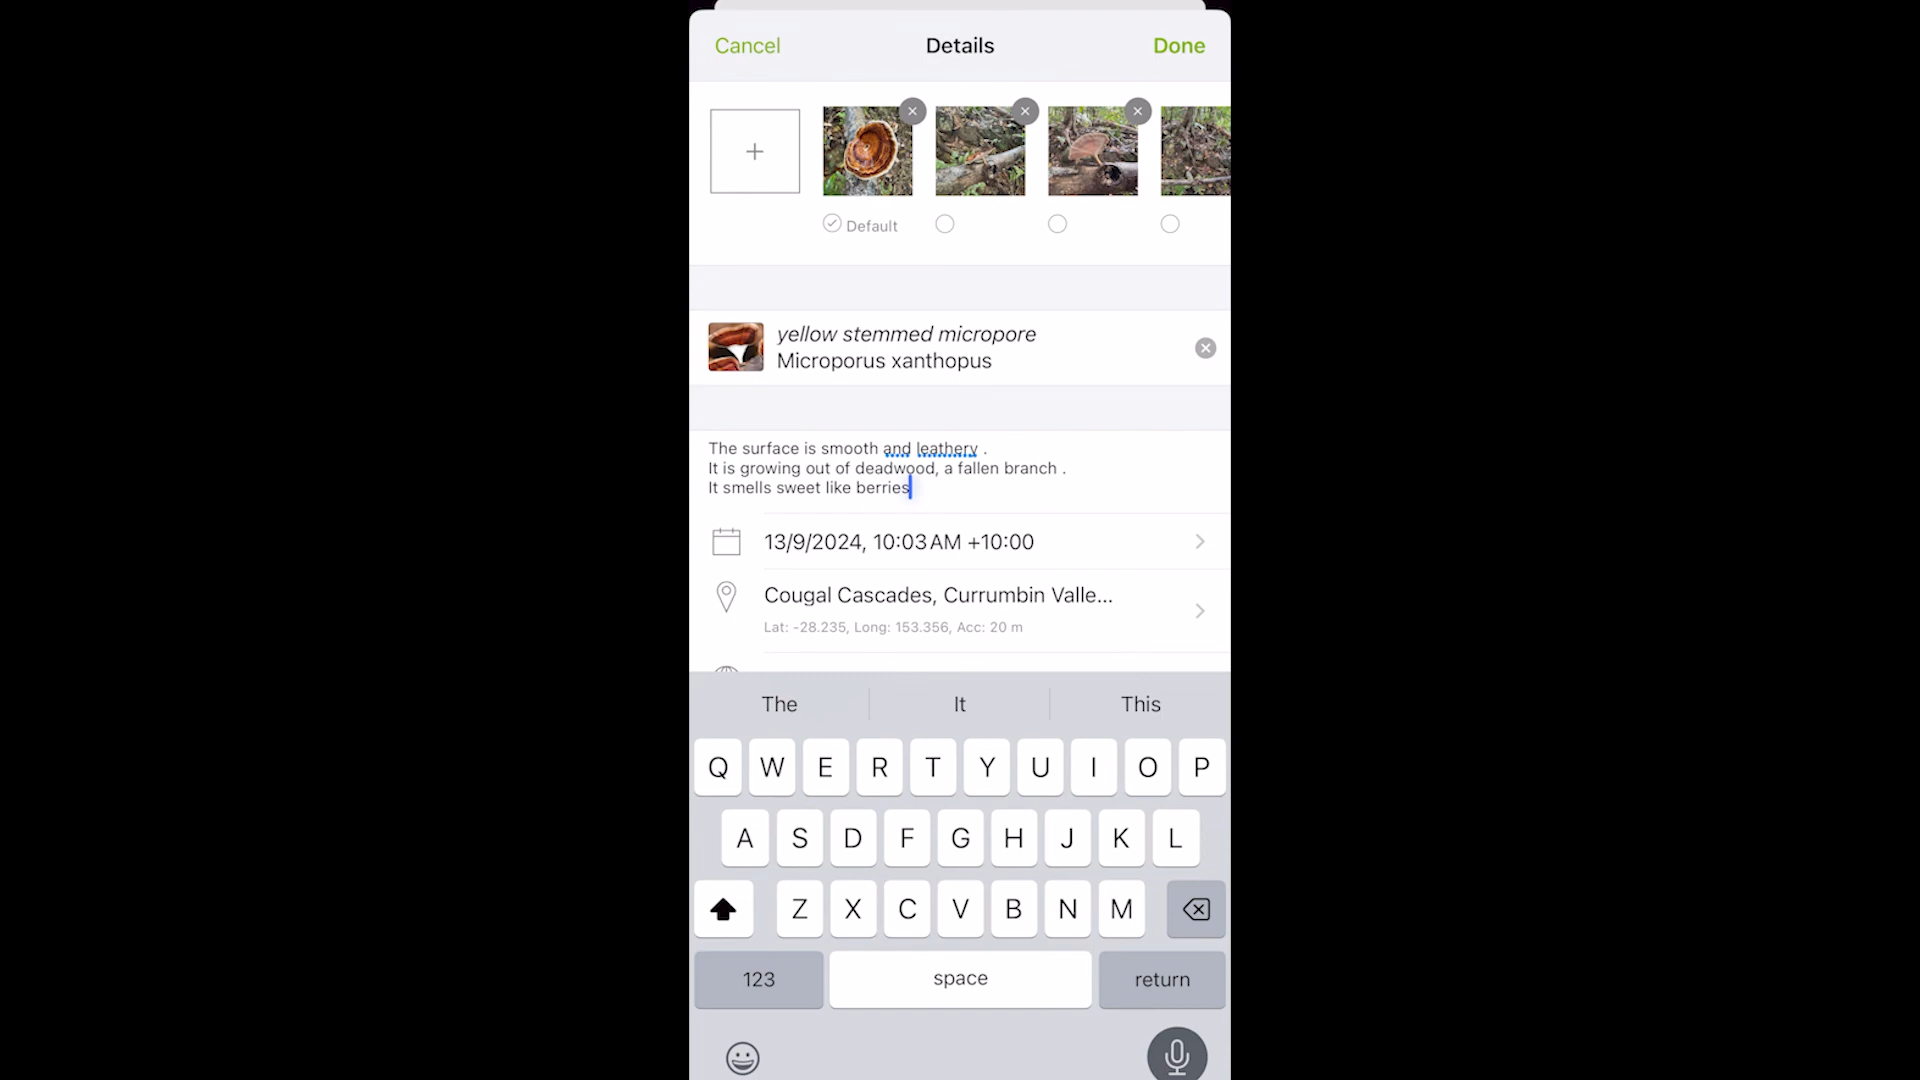 Cancel
Details
Done
Default
yellow stemmed micropore
Microporus xanthopus
The surface is smooth and leathery .
It is growing out of deadwood, a fallen branch .
It smells sweet like berries
13/9/2024, 10:03 AM +10:00
Cougal Cascades, Currumbin Valle...
Lat: -28.235, Long: 153.356, Acc: 20 m
The
It
This
Q W E R T Y U I O P
A S D F G H J K L
Z X C V B N M
123
space
return